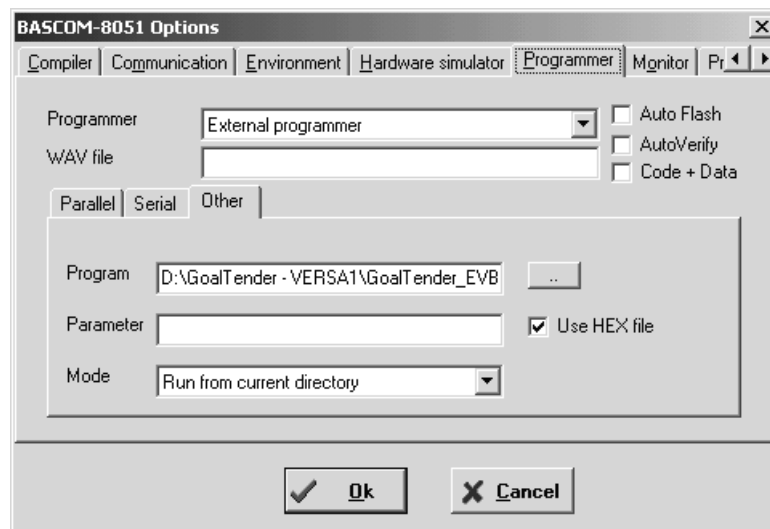 BASCOM-8051 Options
Compiler Communication Environment Hardware simulator Programmer Monitor Pr
Programmer External programmer Auto Flash
AutoVerify
WAV file
Code + Data
Parallel Serial Other
Program D:\GoalTender - VERSA1\GoalTender_EVB ..
Parameter Use HEX file
Mode Run from current directory
Ok Cancel